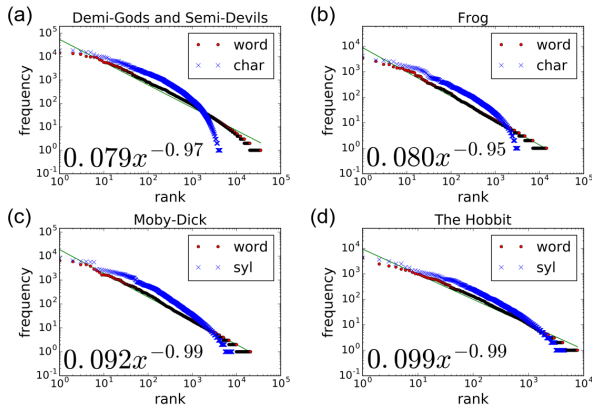 (a)
Demi-Gods and Semi-Devils
frequency
10^5
10^4
10^3
10^2
10^1
10^0
10^-1
word
char
0.079x^-0.97
10^0 10^1 10^2 10^3 10^4 10^5
rank
(b)
Frog
frequency
10^4
10^3
10^2
10^1
10^0
10^-1
word
char
0.080x^-0.95
10^0 10^1 10^2 10^3 10^4 10^5
rank
(c)
Moby-Dick
frequency
10^5
10^4
10^3
10^2
10^1
10^0
10^-1
word
syl
0.092x^-0.99
10^0 10^1 10^2 10^3 10^4 10^5
rank
(d)
The Hobbit
frequency
10^4
10^3
10^2
10^1
10^0
10^-1
word
syl
0.099x^-0.99
10^0 10^1 10^2 10^3 10^4
rank